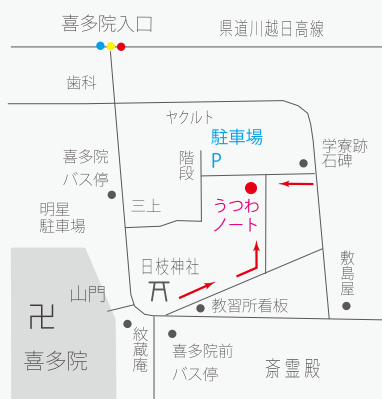 喜多院入口
県道川越日高線
歯科
ヤクルト
駐車場
P
学寮跡
石碑
階段
喜多院
バス停
三上
うつわ
ノート
明星
駐車場
日枝神社
敷島屋
山門
教習所看板
卍
喜多院
紋蔵庵
喜多院前
バス停
斎霊殿